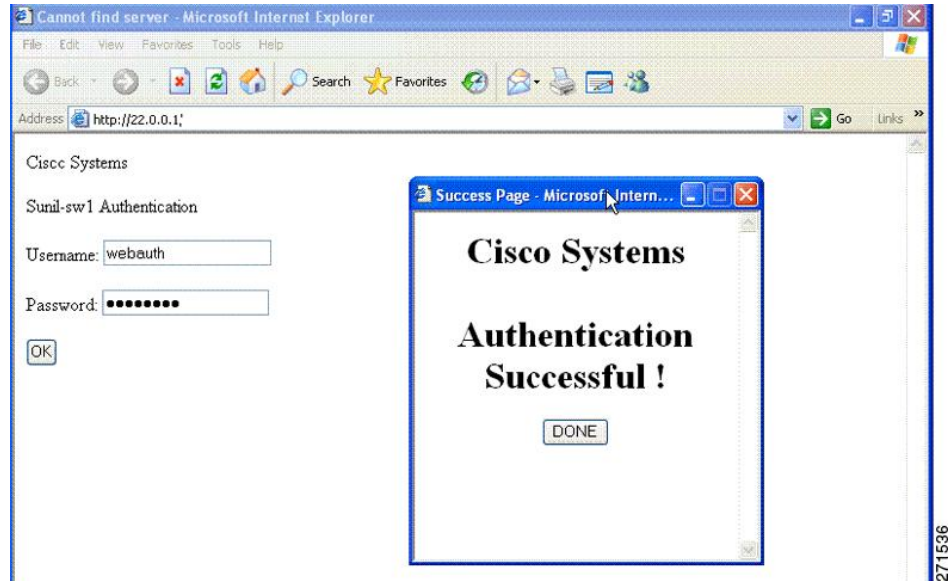 Cannot find server - Microsoft Internet Explorer
File Edit View Favorites Tools Help
Back Search Favorites
Address http://22.0.0.1; Go Links »
Ciscc Systems
Sunil-sw1 Authentication
Username: webauth
Password: ••••••••
OK
Success Page - Microsoft Intern...
Cisco Systems
Authentication
Successful !
DONE
271536